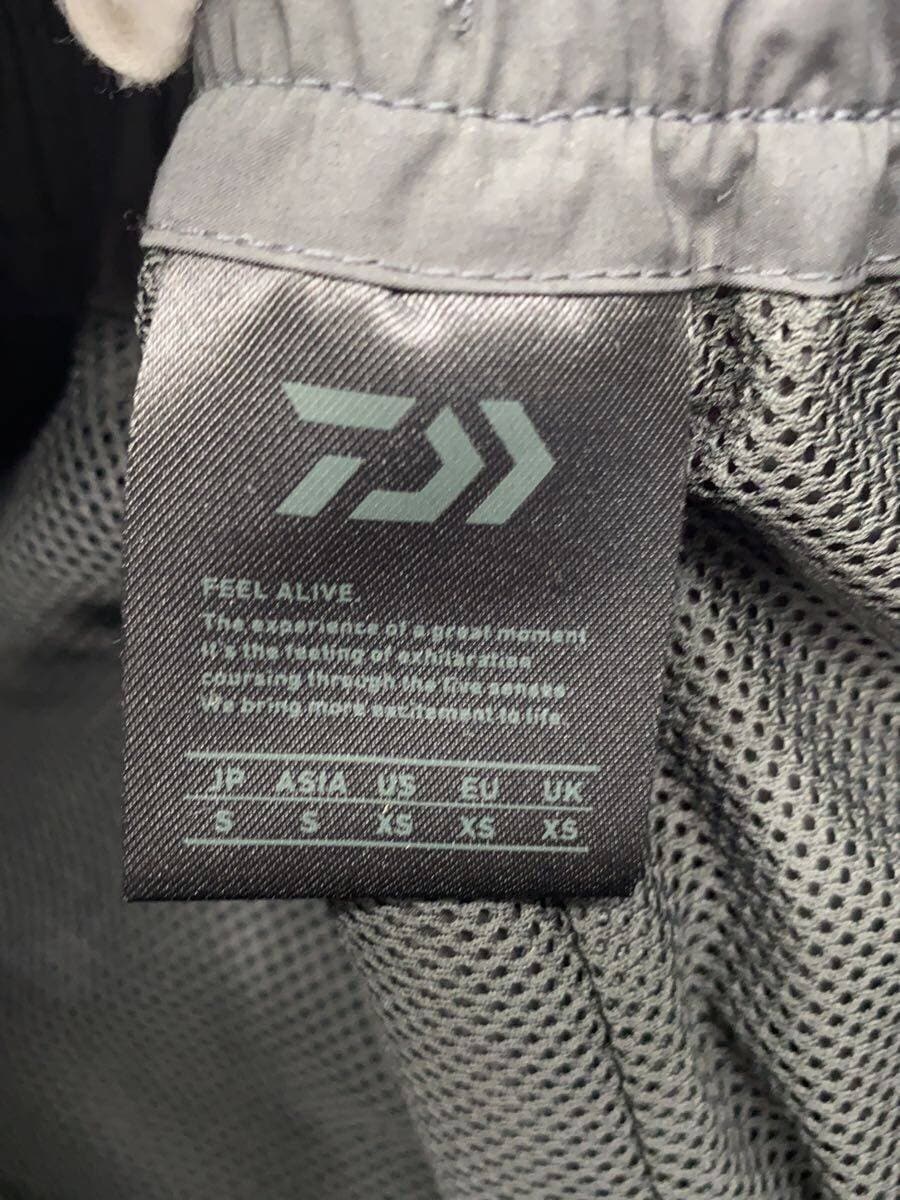 FEEL ALIVE.
The experience of a great moment
it's the feeling of exhilaration
coursing through the five senses
We bring more excitement to life.
JP ASIA US EU UK
S S XS XS XS